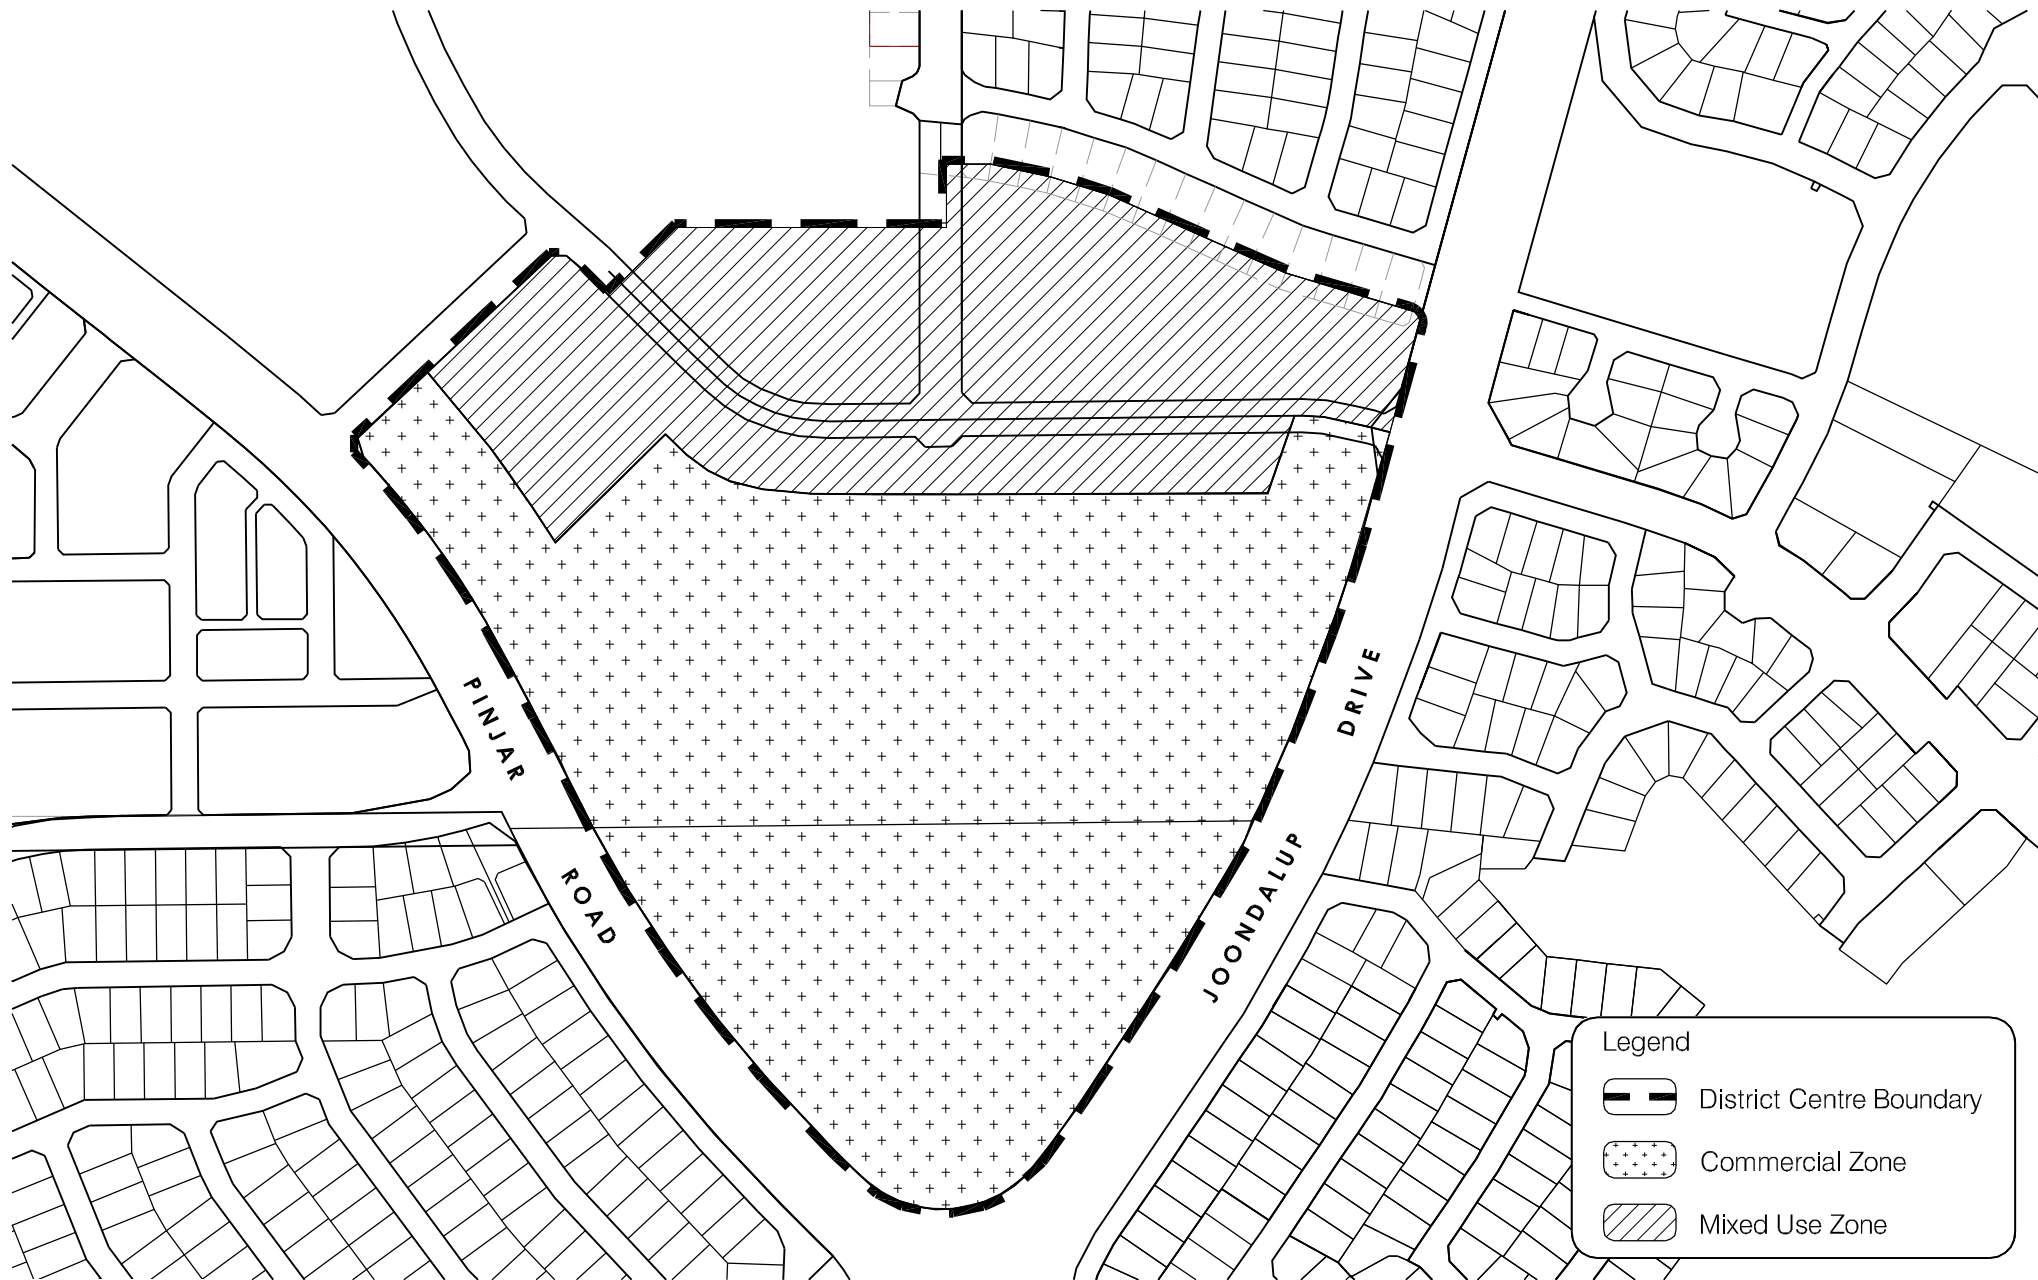 PINJAR
ROAD
JOONDALUP
DRIVE
Legend
District Centre Boundary
Commercial Zone
Mixed Use Zone